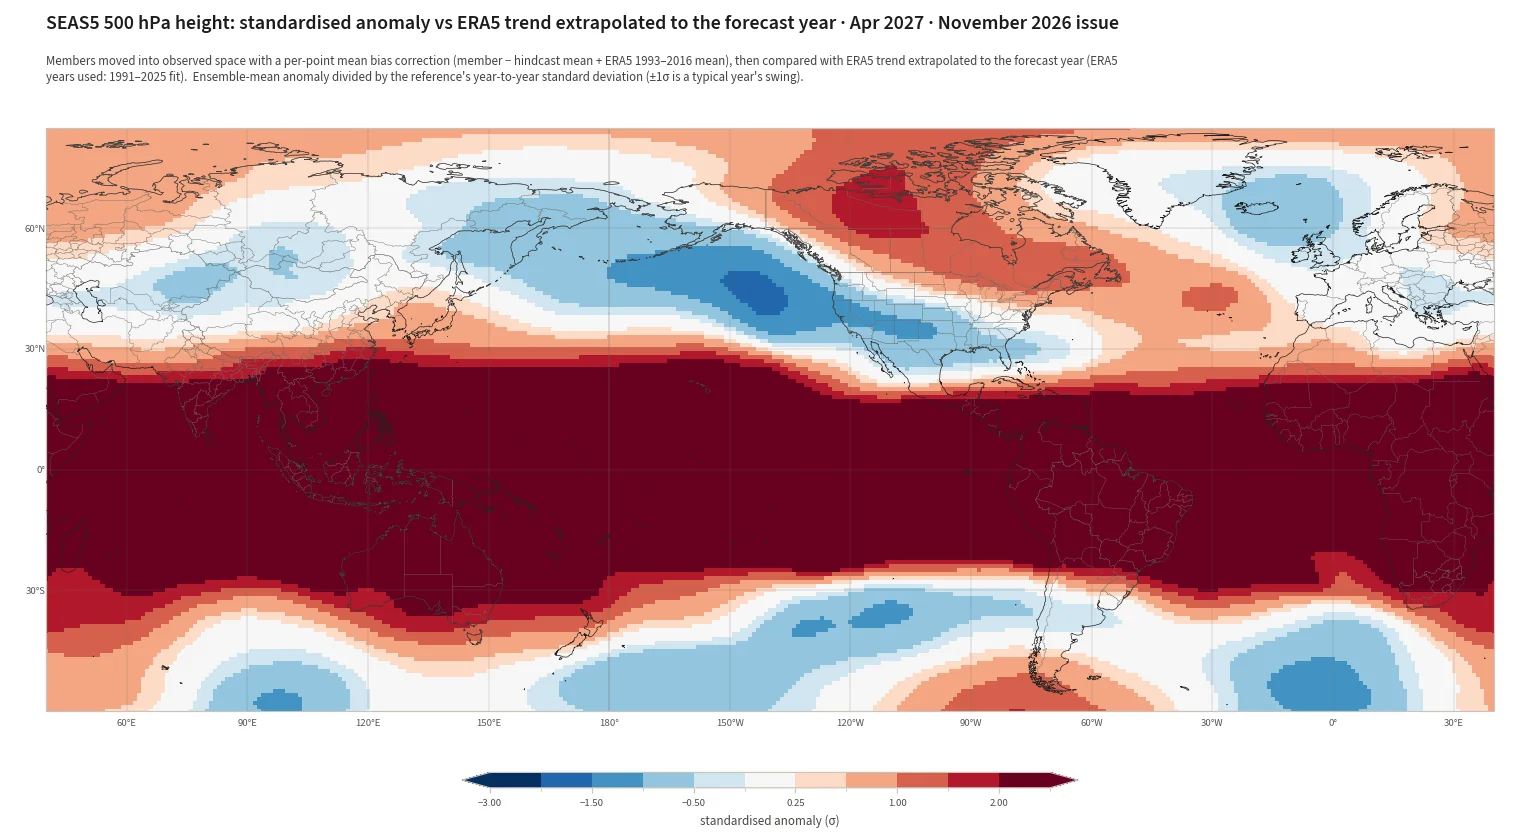 SEAS5 500 hPa height: standardised anomaly vs ERA5 trend extrapolated to the forecast year · Apr 2027 · November 2026 issue
Members moved into observed space with a per-point mean bias correction (member − hindcast mean + ERA5 1993–2016 mean), then compared with ERA5 trend extrapolated to the forecast year (ERA5
years used: 1991–2025 fit). Ensemble-mean anomaly divided by the reference's year-to-year standard deviation (±1σ is a typical year's swing).
60°N
30°N
0°
30°S
60°E 90°E 120°E 150°E 180° 150°W 120°W 90°W 60°W 30°W 0° 30°E
−3.00 −1.50 −0.50 0.25 1.00 2.00
standardised anomaly (σ)